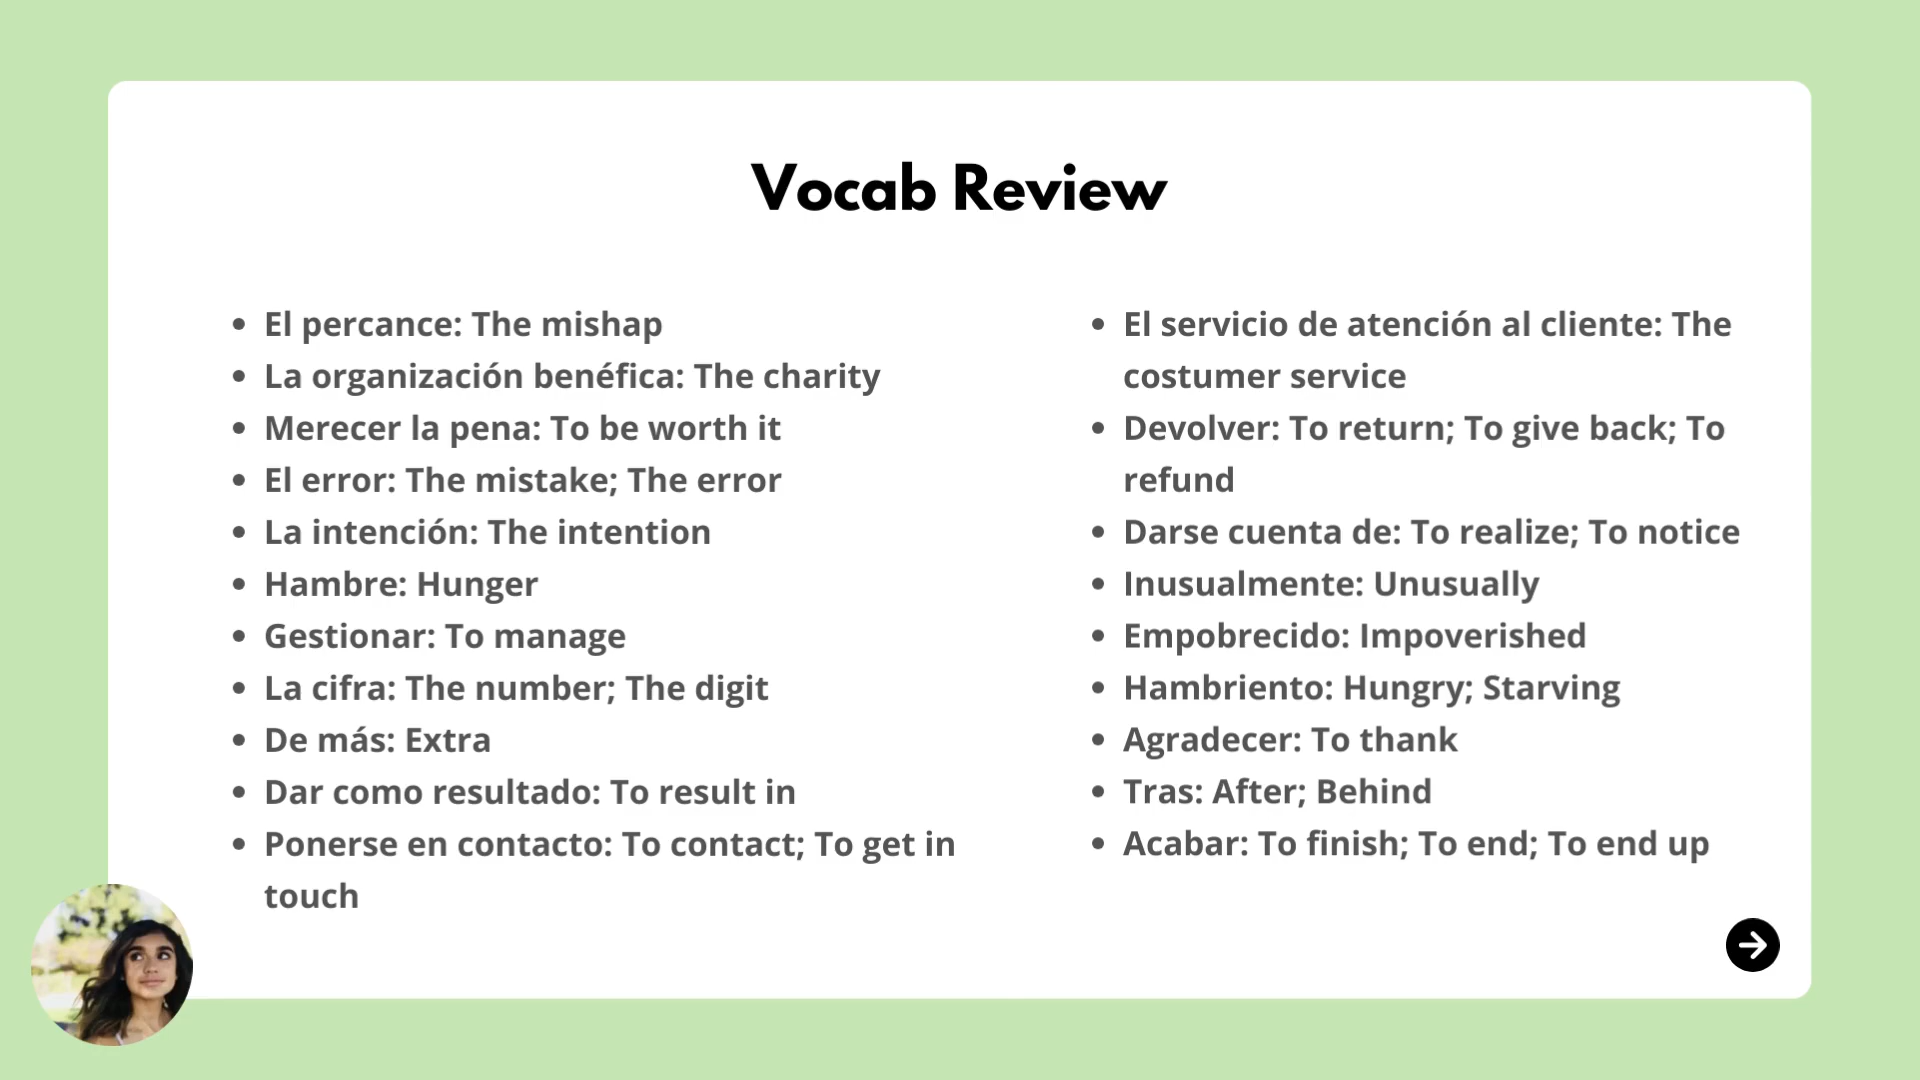 Vocab Review
El percance: The mishap
La organización benéfica: The charity
Merecer la pena: To be worth it
El error: The mistake; The error
La intención: The intention
Hambre: Hunger
Gestionar: To manage
La cifra: The number; The digit
De más: Extra
Dar como resultado: To result in
Ponerse en contacto: To contact; To get in
touch
El servicio de atención al cliente: The
costumer service
Devolver: To return; To give back; To
refund
Darse cuenta de: To realize; To notice
Inusualmente: Unusually
Empobrecido: Impoverished
Hambriento: Hungry; Starving
Agradecer: To thank
Tras: After; Behind
Acabar: To finish; To end; To end up